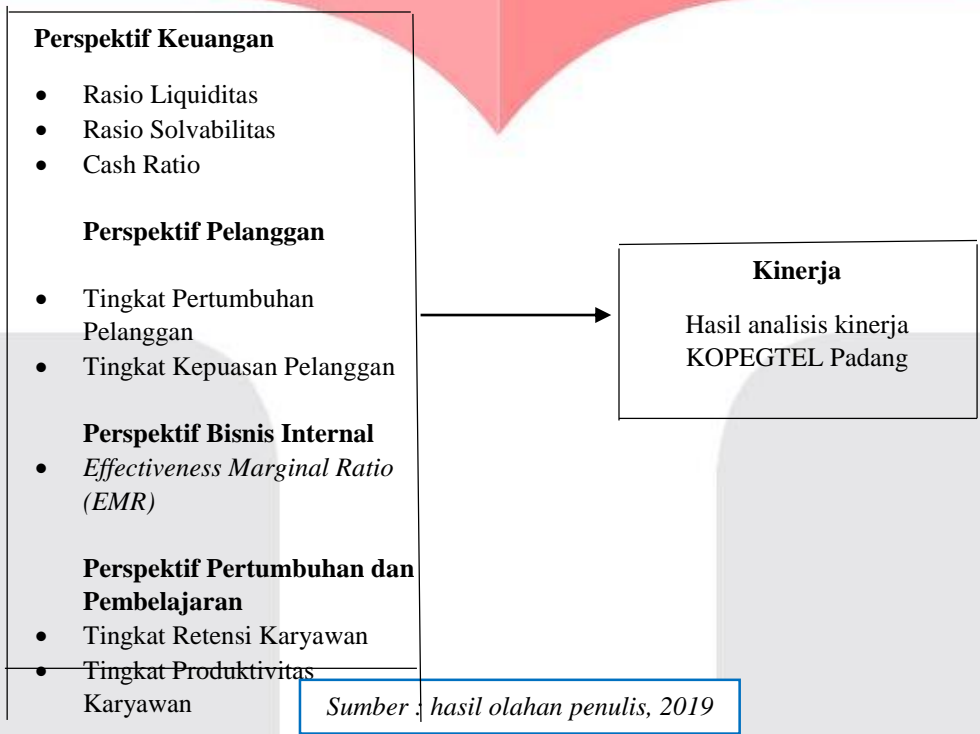 Perspektif Keuangan
• Rasio Liquiditas
• Rasio Solvabilitas
• Cash Ratio
Perspektif Pelanggan
• Tingkat Pertumbuhan
Pelanggan
• Tingkat Kepuasan Pelanggan
Perspektif Bisnis Internal
• Effectiveness Marginal Ratio
(EMR)
Perspektif Pertumbuhan dan
Pembelajaran
• Tingkat Retensi Karyawan
• Tingkat Produktivitas
Karyawan
Kinerja
Hasil analisis kinerja
KOPEGTEL Padang
Sumber : hasil olahan penulis, 2019